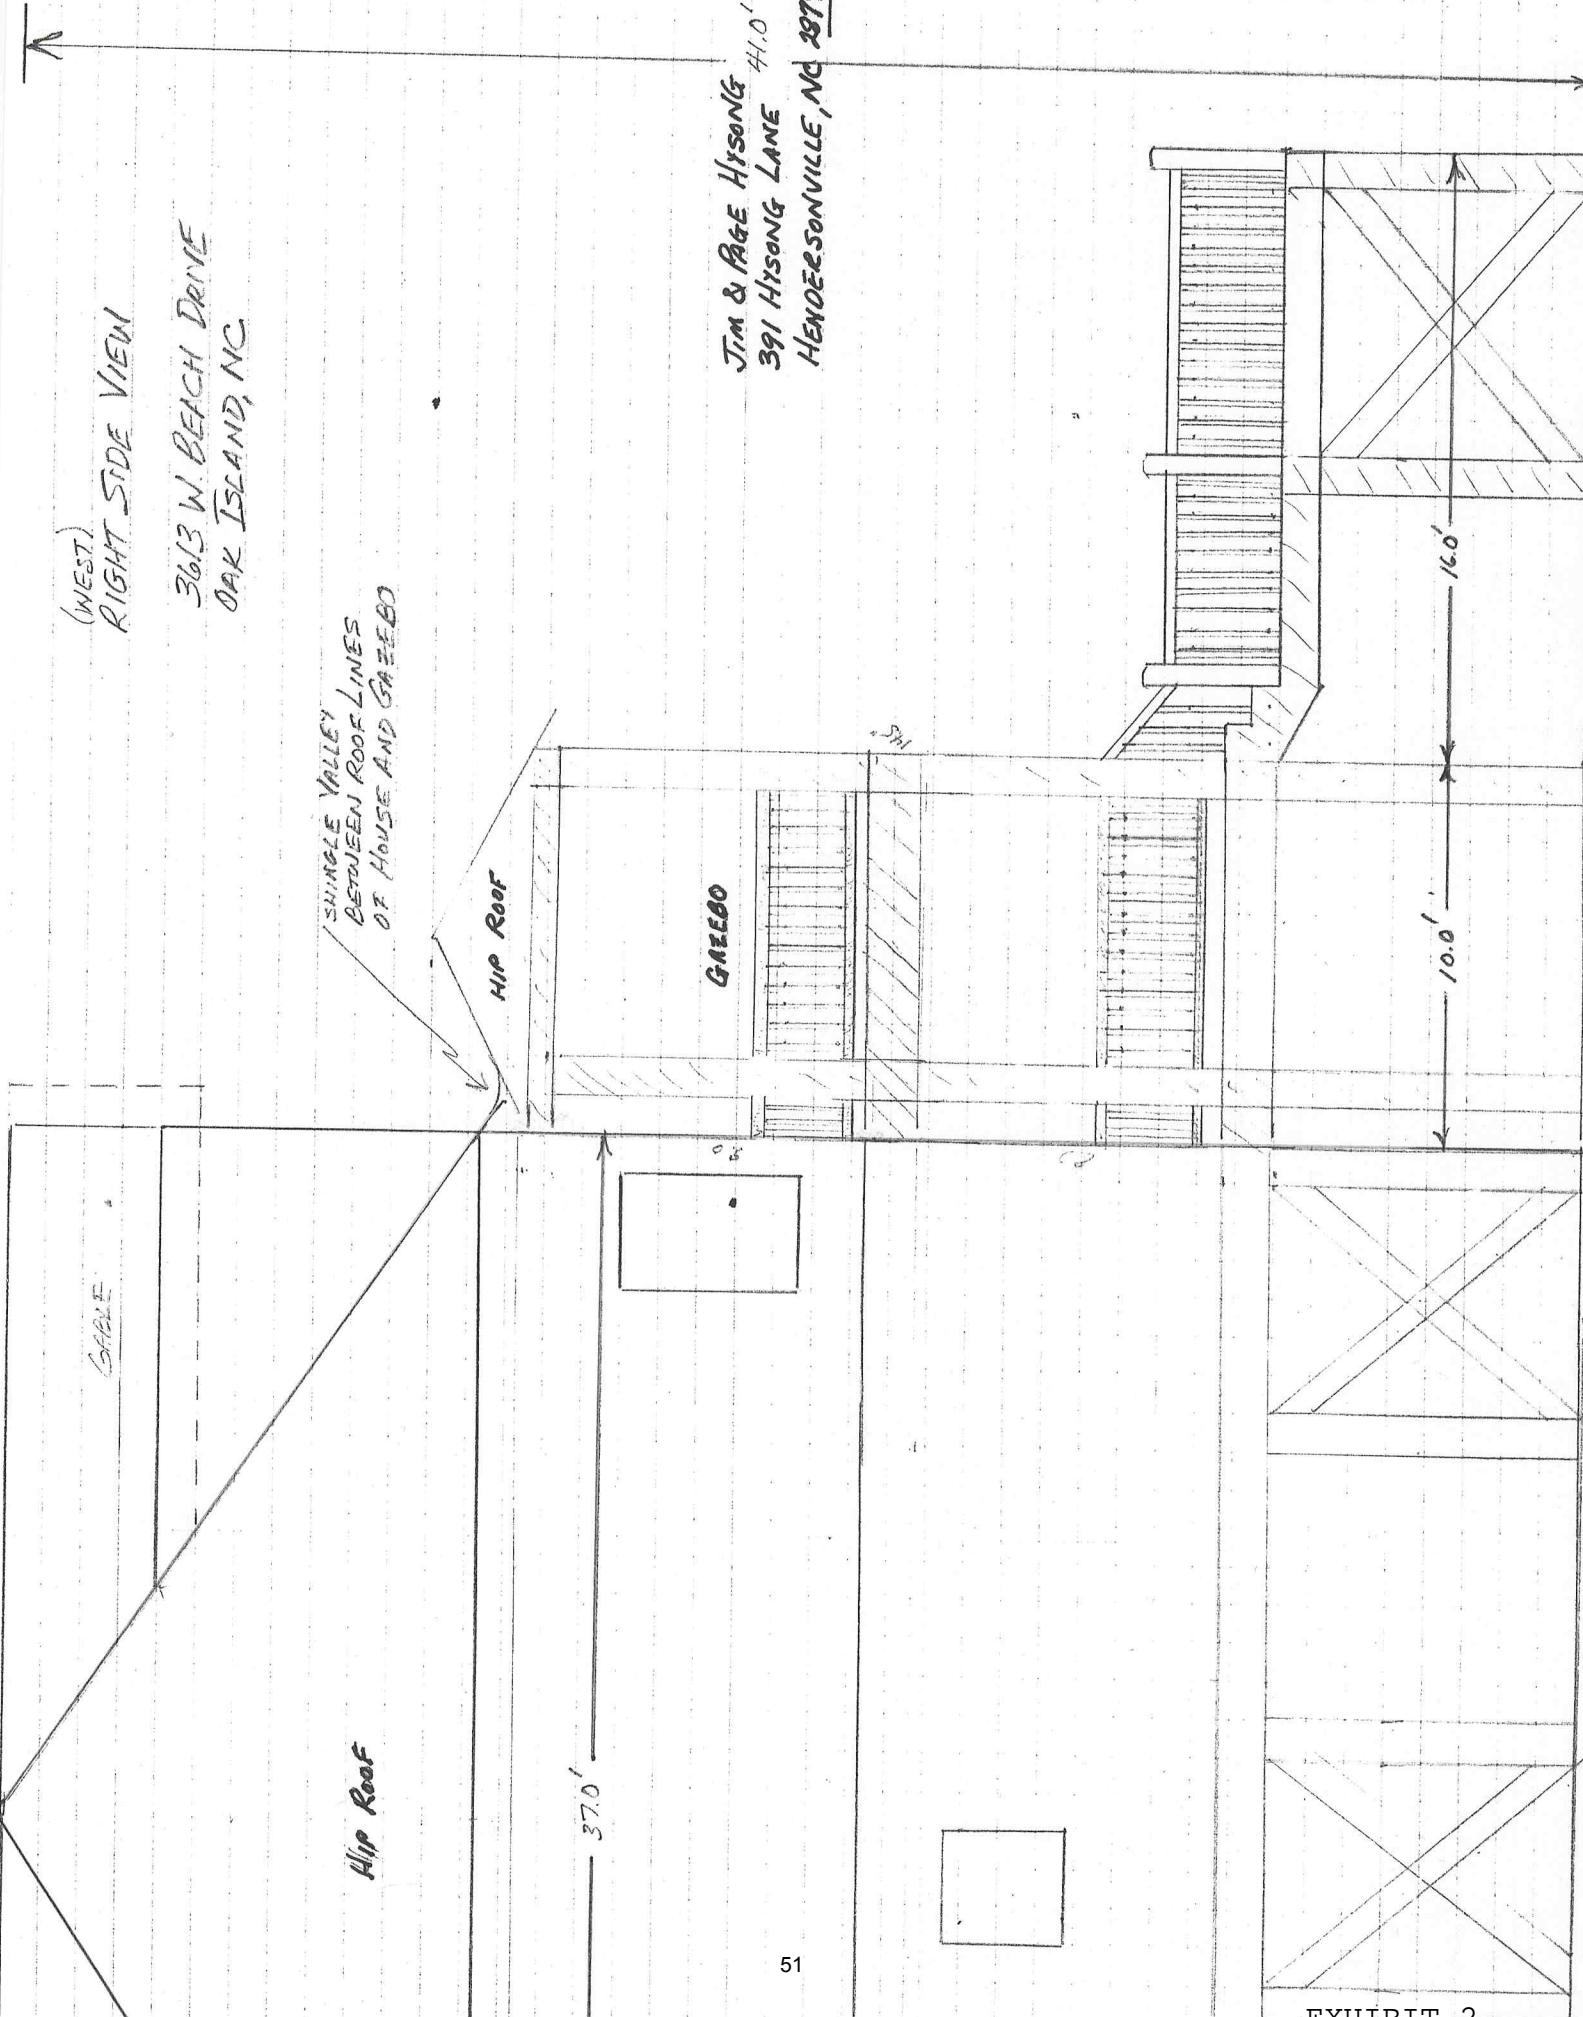 (WEST)
RIGHT SIDE VIEW
3613 W. BEACH DRIVE
OAK ISLAND, NC
SHINGLE VALLEY
BETWEEN ROOF LINES
OF HOUSE AND GAZEBO
JIM & PAGE HYSONG
391 HYSONG LANE
HENDERSONVILLE, NC
41.0'
HIP ROOF
GAZEBO
GABLE
HIP ROOF
37.0'
10.0'
16.0'
51
EXHIBIT 2